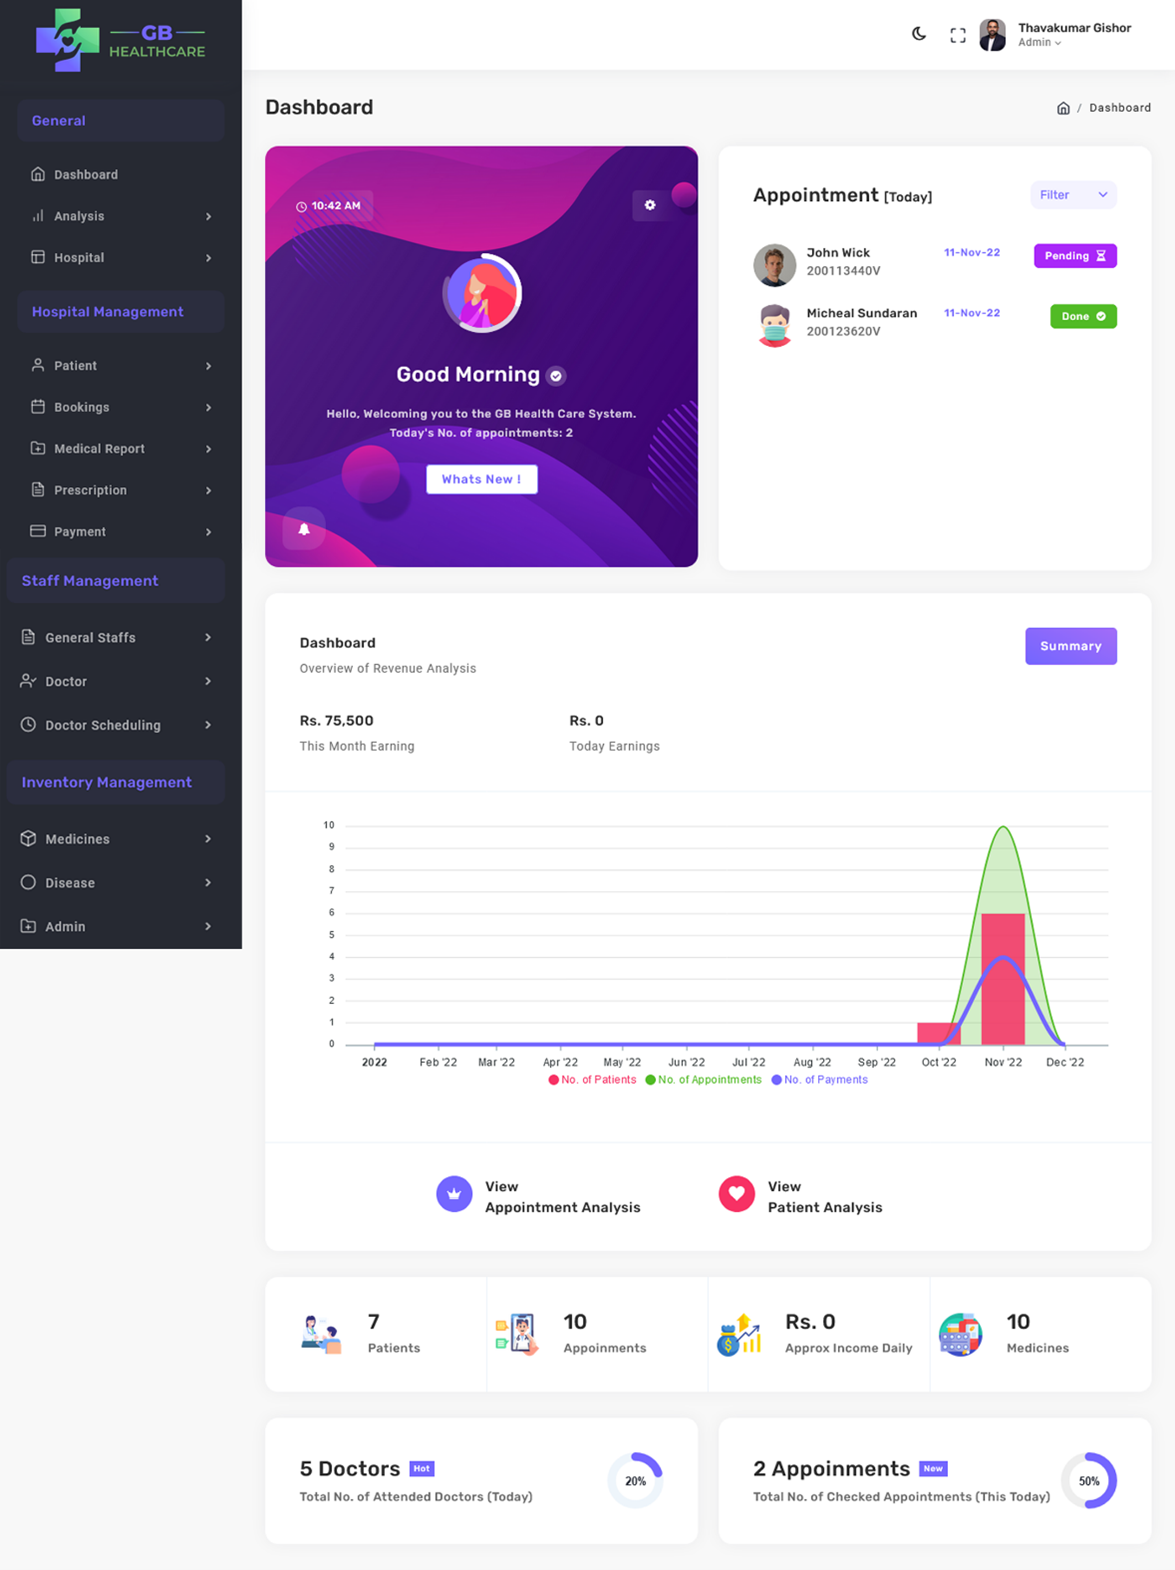 GB
HEALTHCARE
Thavakumar Gishor
Admin
General
Dashboard
Analysis
Hospital
Hospital Management
Patient
Bookings
Medical Report
Prescription
Payment
Staff Management
General Staffs
Doctor
Doctor Scheduling
Inventory Management
Medicines
Disease
Admin
Dashboard
/ Dashboard
10:42 AM
Good Morning
Hello, Welcoming you to the GB Health Care System.
Today's No. of appointments: 2
Whats New !
Appointment [Today]
Filter
John Wick 11-Nov-22 Pending
200113440V
Micheal Sundaran 11-Nov-22 Done
200123620V
Dashboard
Overview of Revenue Analysis
Summary
Rs. 75,500 Rs. 0
This Month Earning Today Earnings
10
9
8
7
6
5
4
3
2
1
0
2022 Feb '22 Mar '22 Apr '22 May '22 Jun '22 Jul '22 Aug '22 Sep '22 Oct '22 Nov '22 Dec '22
No. of Patients No. of Appointments No. of Payments
View
Appointment Analysis
View
Patient Analysis
7
Patients
10
Appoinments
Rs. 0
Approx Income Daily
10
Medicines
5 Doctors Hot
Total No. of Attended Doctors (Today)
20%
2 Appoinments New
Total No. of Checked Appointments (This Today)
50%